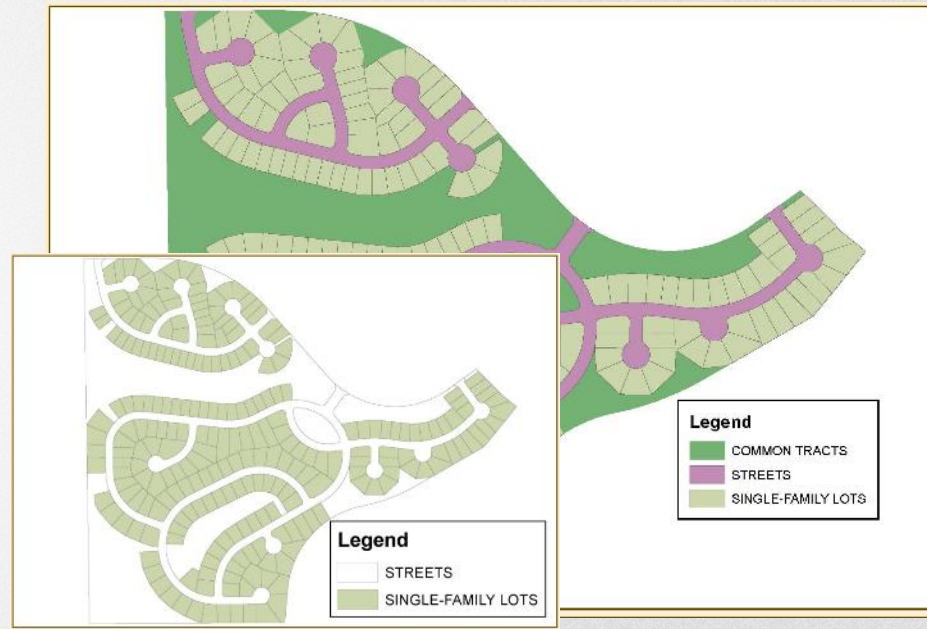 Legend
COMMON TRACTS
STREETS
SINGLE-FAMILY LOTS
Legend
STREETS
SINGLE-FAMILY LOTS